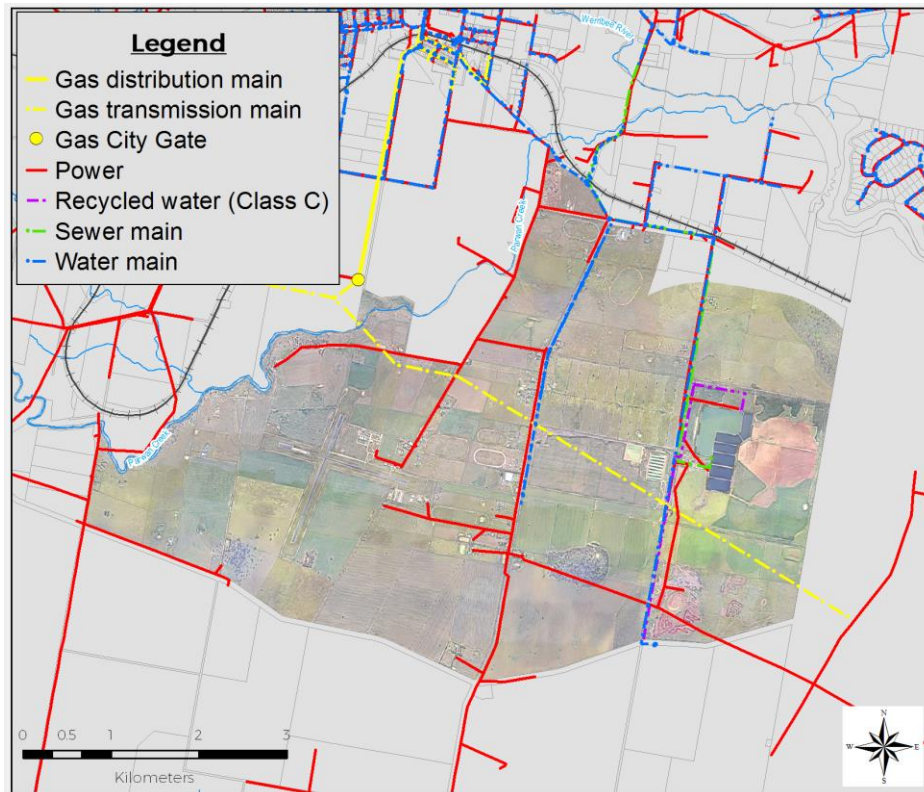 Legend
Gas distribution main
Gas transmission main
Gas City Gate
Power
Recycled water (Class C)
Sewer main
Water main
Werribee River
Parwan Creek
Parwan Creek
0 0.5 1 2 3
Kilometers
N
W E
S